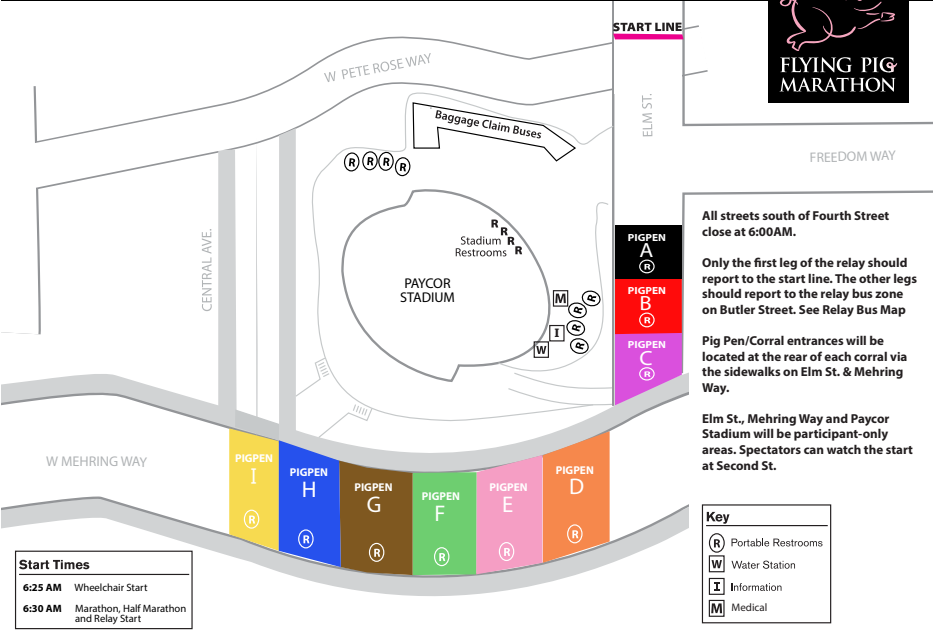 START LINE
FLYING PIG
MARATHON
W PETE ROSE WAY
ELM ST.
Baggage Claim Buses
FREEDOM WAY
R R R R
CENTRAL AVE.
R
R
R
R
Stadium
Restrooms
PAYCOR
STADIUM
M R
R
I R
W R
PIGPEN
A
R
PIGPEN
B
R
PIGPEN
C
R
All streets south of Fourth Street
close at 6:00AM.
Only the first leg of the relay should
report to the start line. The other legs
should report to the relay bus zone
on Butler Street. See Relay Bus Map
Pig Pen/Corral entrances will be
located at the rear of each corral via
the sidewalks on Elm St. & Mehring
Way.
Elm St., Mehring Way and Paycor
Stadium will be participant-only
areas. Spectators can watch the start
at Second St.
W MEHRING WAY
PIGPEN
I
R
PIGPEN
H
R
PIGPEN
G
R
PIGPEN
F
R
PIGPEN
E
R
PIGPEN
D
R
Key
R Portable Restrooms
W Water Station
I Information
M Medical
Start Times
6:25 AM Wheelchair Start
6:30 AM Marathon, Half Marathon
and Relay Start